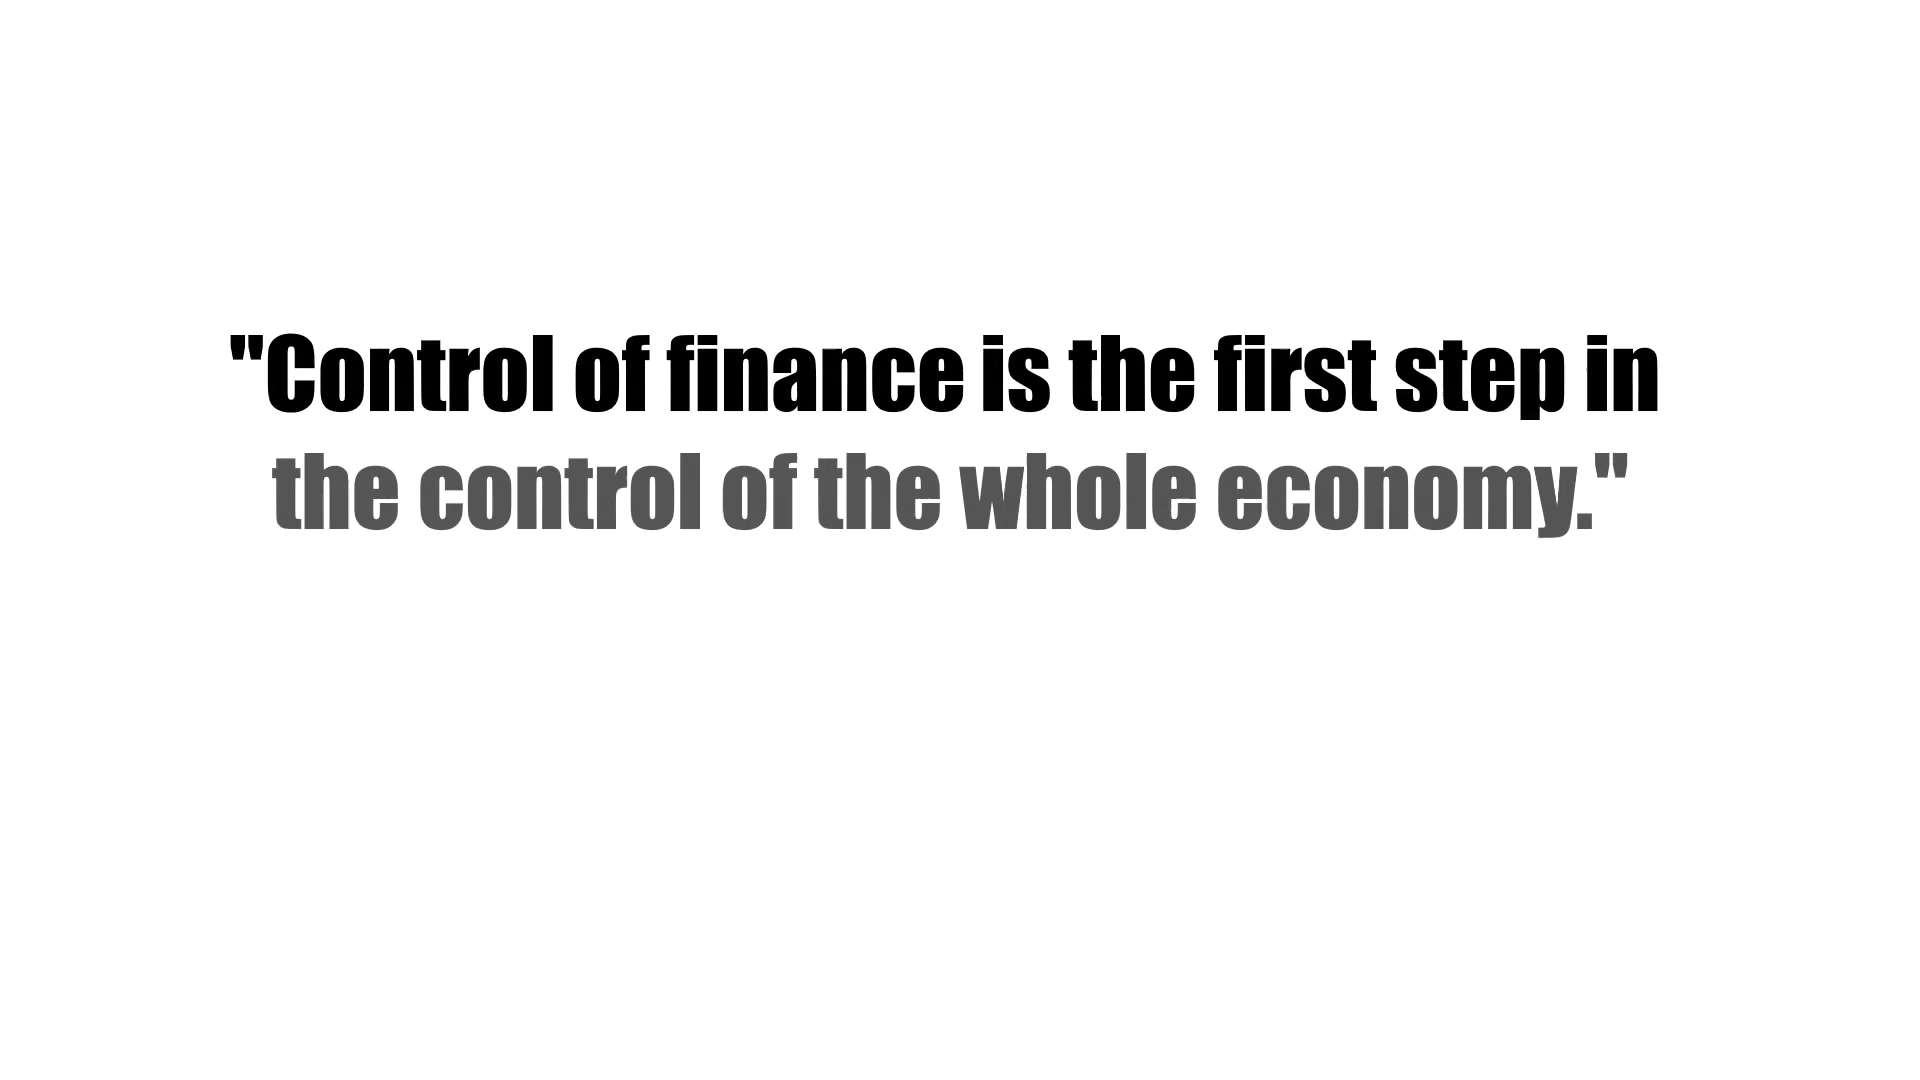 "Control of finance is the first step in
the control of the whole economy."